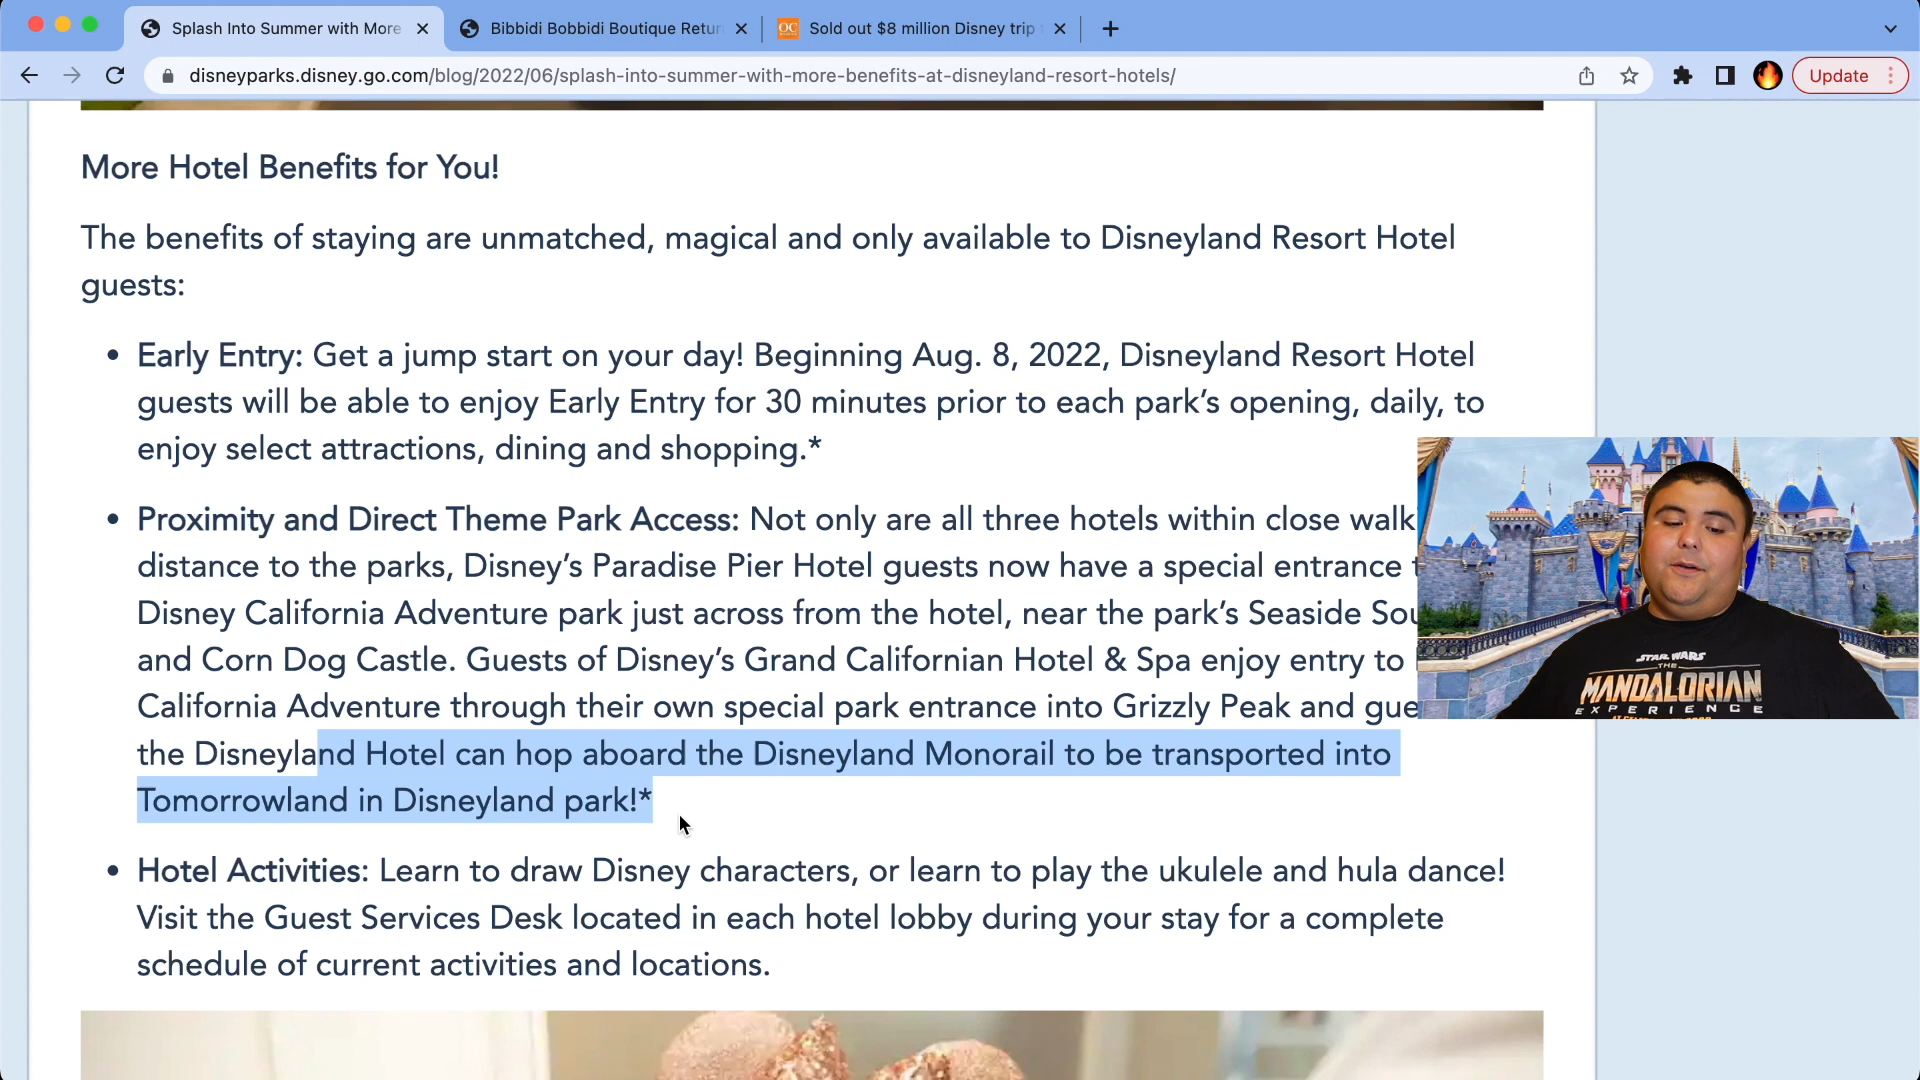 Splash Into Summer with More
Bibbidi Bobbidi Boutique Retur
OC
Sold out $8 million Disney trip
disneyparks.disney.go.com/blog/2022/06/splash-into-summer-with-more-benefits-at-disneyland-resort-hotels/
Update
More Hotel Benefits for You!
The benefits of staying are unmatched, magical and only available to Disneyland Resort Hotel
guests:
• Early Entry: Get a jump start on your day! Beginning Aug. 8, 2022, Disneyland Resort Hotel
guests will be able to enjoy Early Entry for 30 minutes prior to each park’s opening, daily, to
enjoy select attractions, dining and shopping.*
• Proximity and Direct Theme Park Access: Not only are all three hotels within close walk
distance to the parks, Disney’s Paradise Pier Hotel guests now have a special entrance
Disney California Adventure park just across from the hotel, near the park’s Seaside Sou
and Corn Dog Castle. Guests of Disney’s Grand Californian Hotel & Spa enjoy entry to
California Adventure through their own special park entrance into Grizzly Peak and gue
the Disneyland Hotel can hop aboard the Disneyland Monorail to be transported into
Tomorrowland in Disneyland park!*
• Hotel Activities: Learn to draw Disney characters, or learn to play the ukulele and hula dance!
Visit the Guest Services Desk located in each hotel lobby during your stay for a complete
schedule of current activities and locations.
STAR WARS
THE
MANDALORIAN
EXPERIENCE